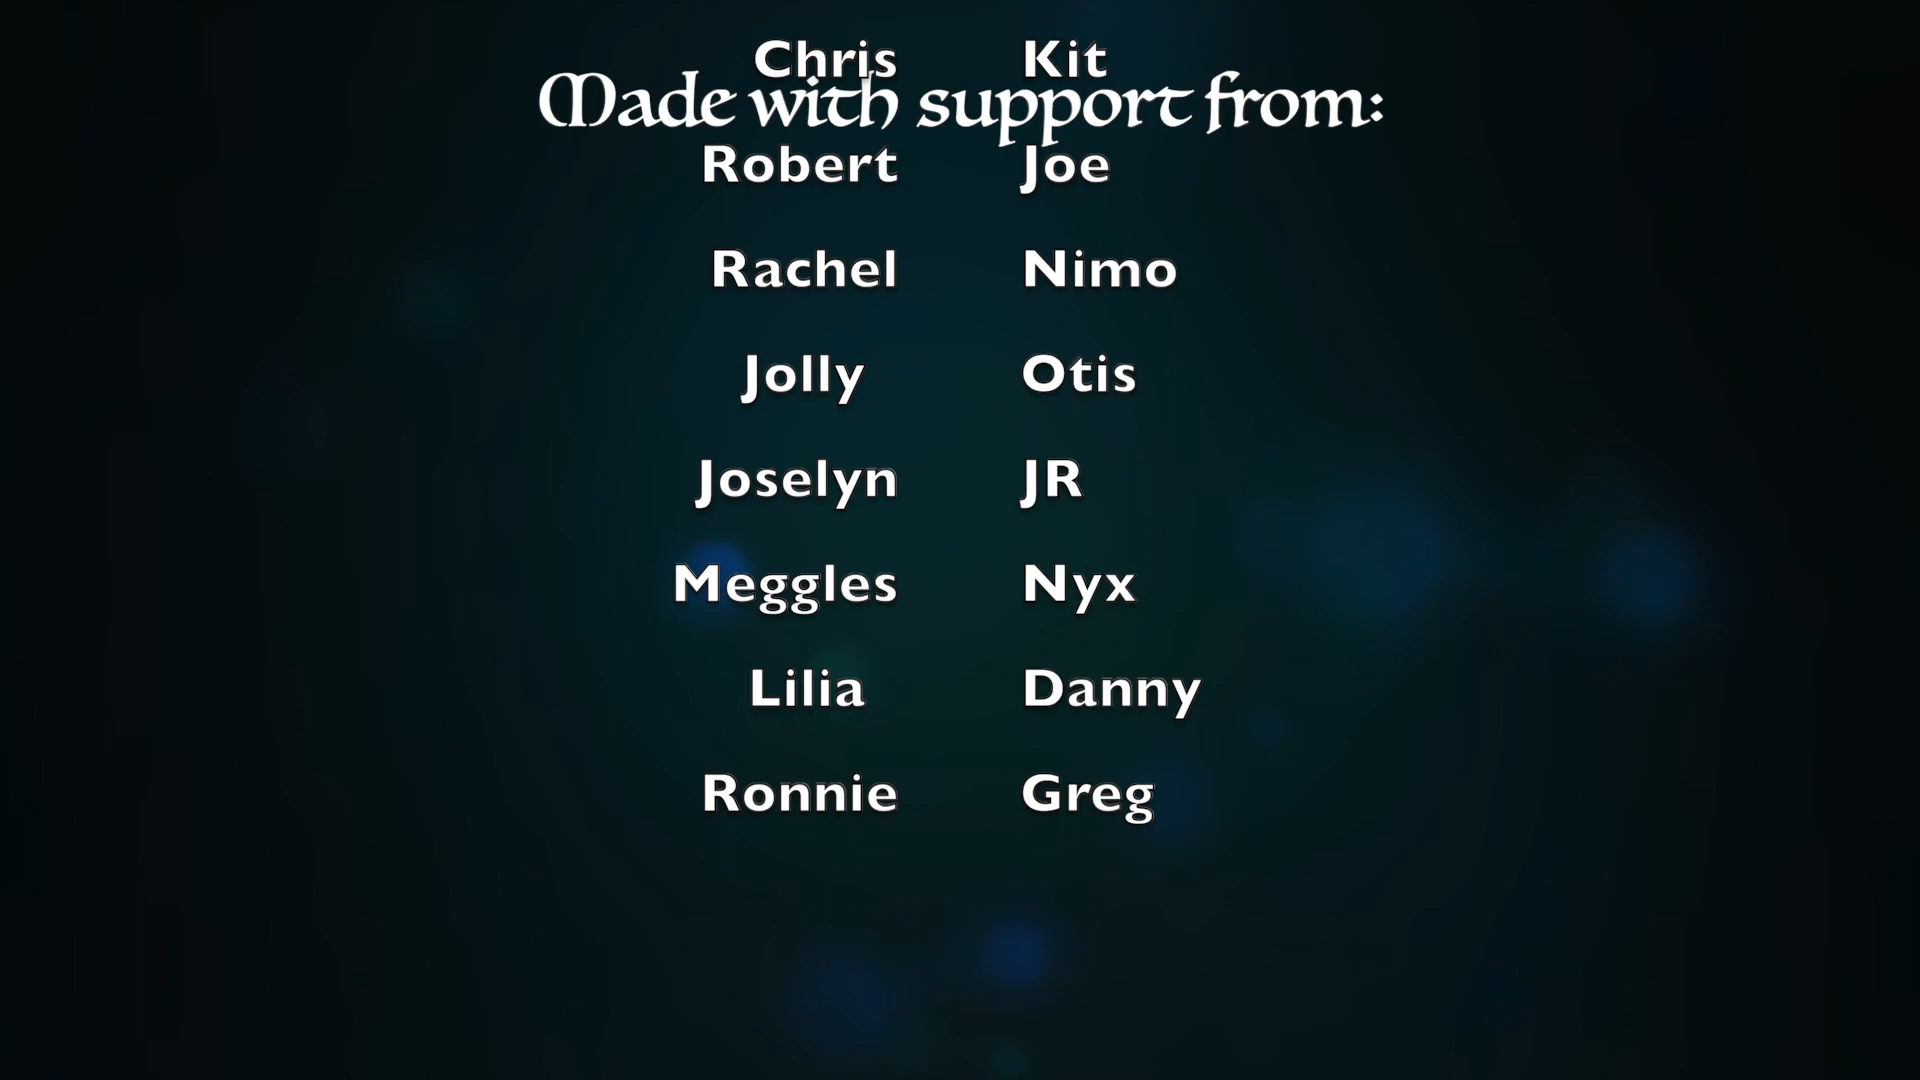 Chris Kit
Made with support from:
Robert Joe
Rachel Nimo
Jolly Otis
Joselyn JR
Meggles Nyx
Lilia Danny
Ronnie Greg